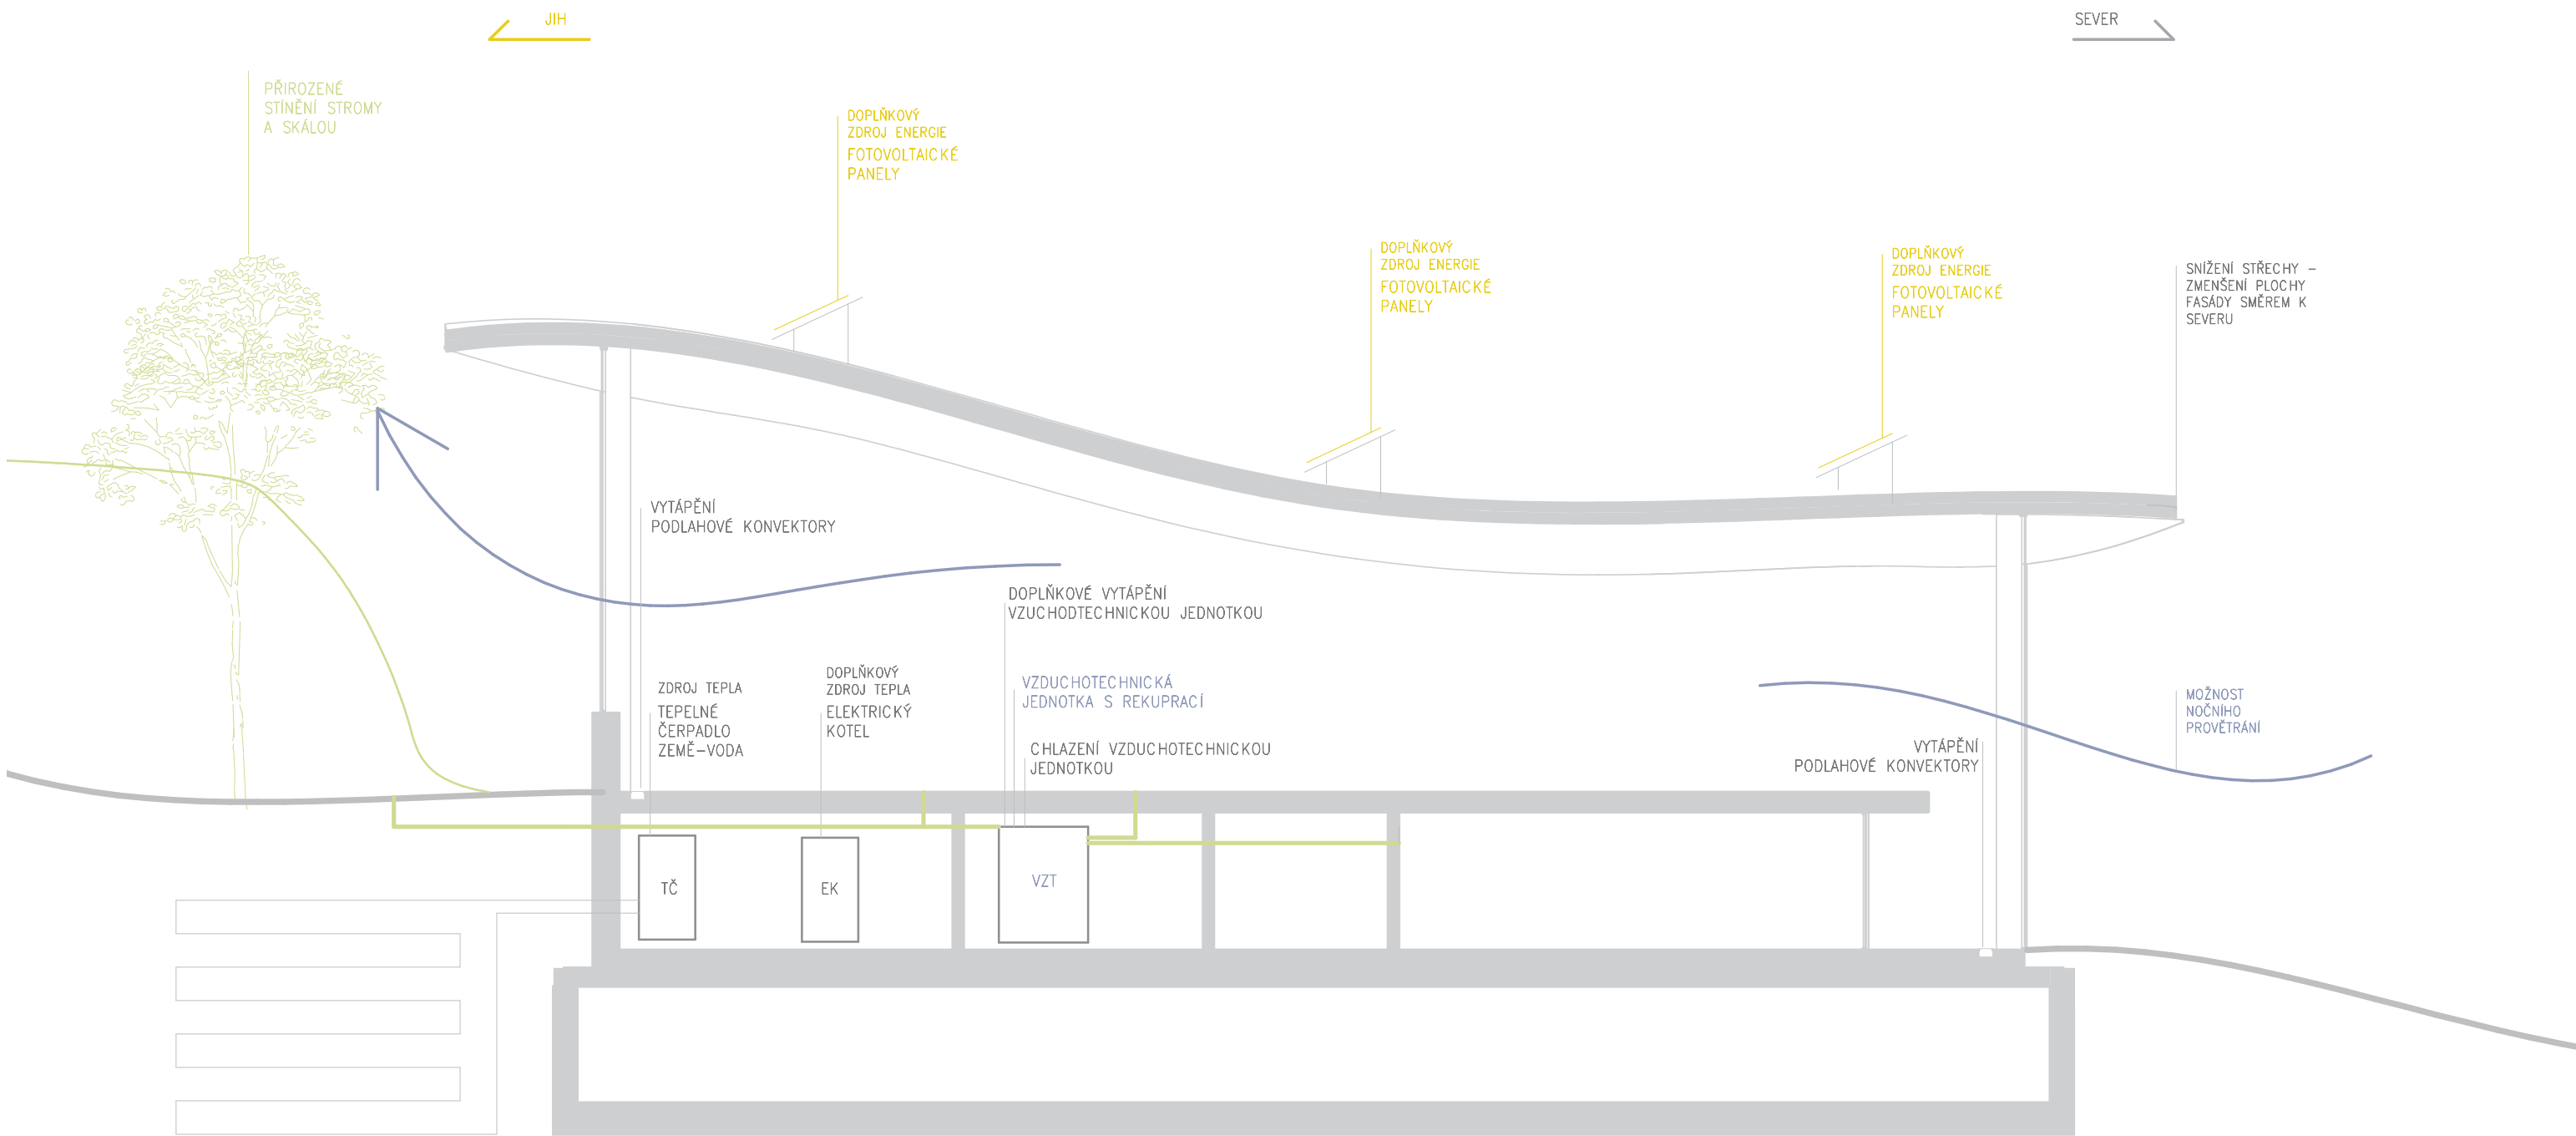 JIH
SEVER
PŘIROZENÉ
STÍNĚNÍ STROMY
A SKÁLOU
DOPLŇKOVÝ
ZDROJ ENERGIE
FOTOVOLTAICKÉ
PANELY
DOPLŇKOVÝ
ZDROJ ENERGIE
FOTOVOLTAICKÉ
PANELY
DOPLŇKOVÝ
ZDROJ ENERGIE
FOTOVOLTAICKÉ
PANELY
SNÍŽENÍ STŘECHY –
ZMENŠENÍ PLOCHY
FASÁDY SMĚREM K
SEVERU
VYTÁPĚNÍ
PODLAHOVÉ KONVEKTORY
DOPLŇKOVÉ VYTÁPĚNÍ
VZUCHODTECHNICKOU JEDNOTKOU
ZDROJ TEPLA
TEPELNÉ
ČERPADLO
ZEMĚ–VODA
DOPLŇKOVÝ
ZDROJ TEPLA
ELEKTRICKÝ
KOTEL
VZDUCHOTECHNICKÁ
JEDNOTKA S REKUPRACÍ
CHLAZENÍ VZDUCHOTECHNICKOU
JEDNOTKOU
VYTÁPĚNÍ
PODLAHOVÉ KONVEKTORY
MOŽNOST
NOČNÍHO
PROVĚTRÁNÍ
TČ
EK
VZT